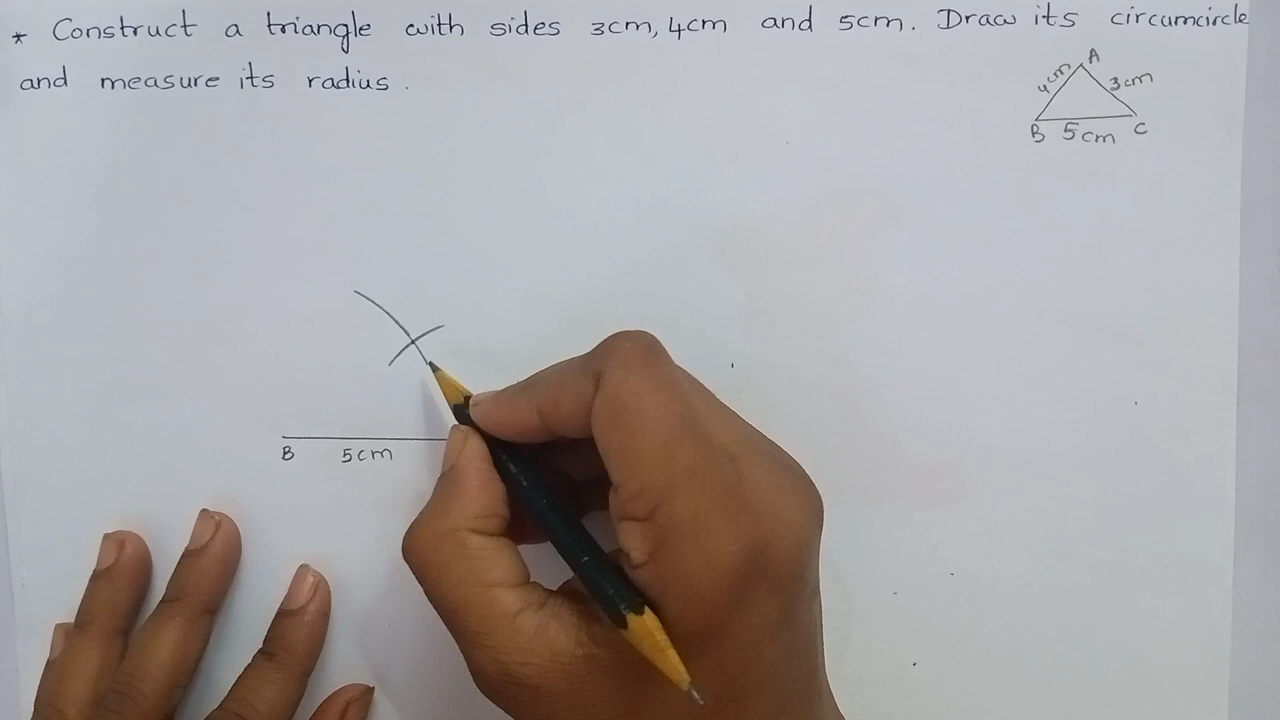 * Construct a triangle with sides 3cm, 4cm and 5cm. Draw its circumcircle
and measure its radius.
A
4cm 3cm
B 5cm C
B 5cm